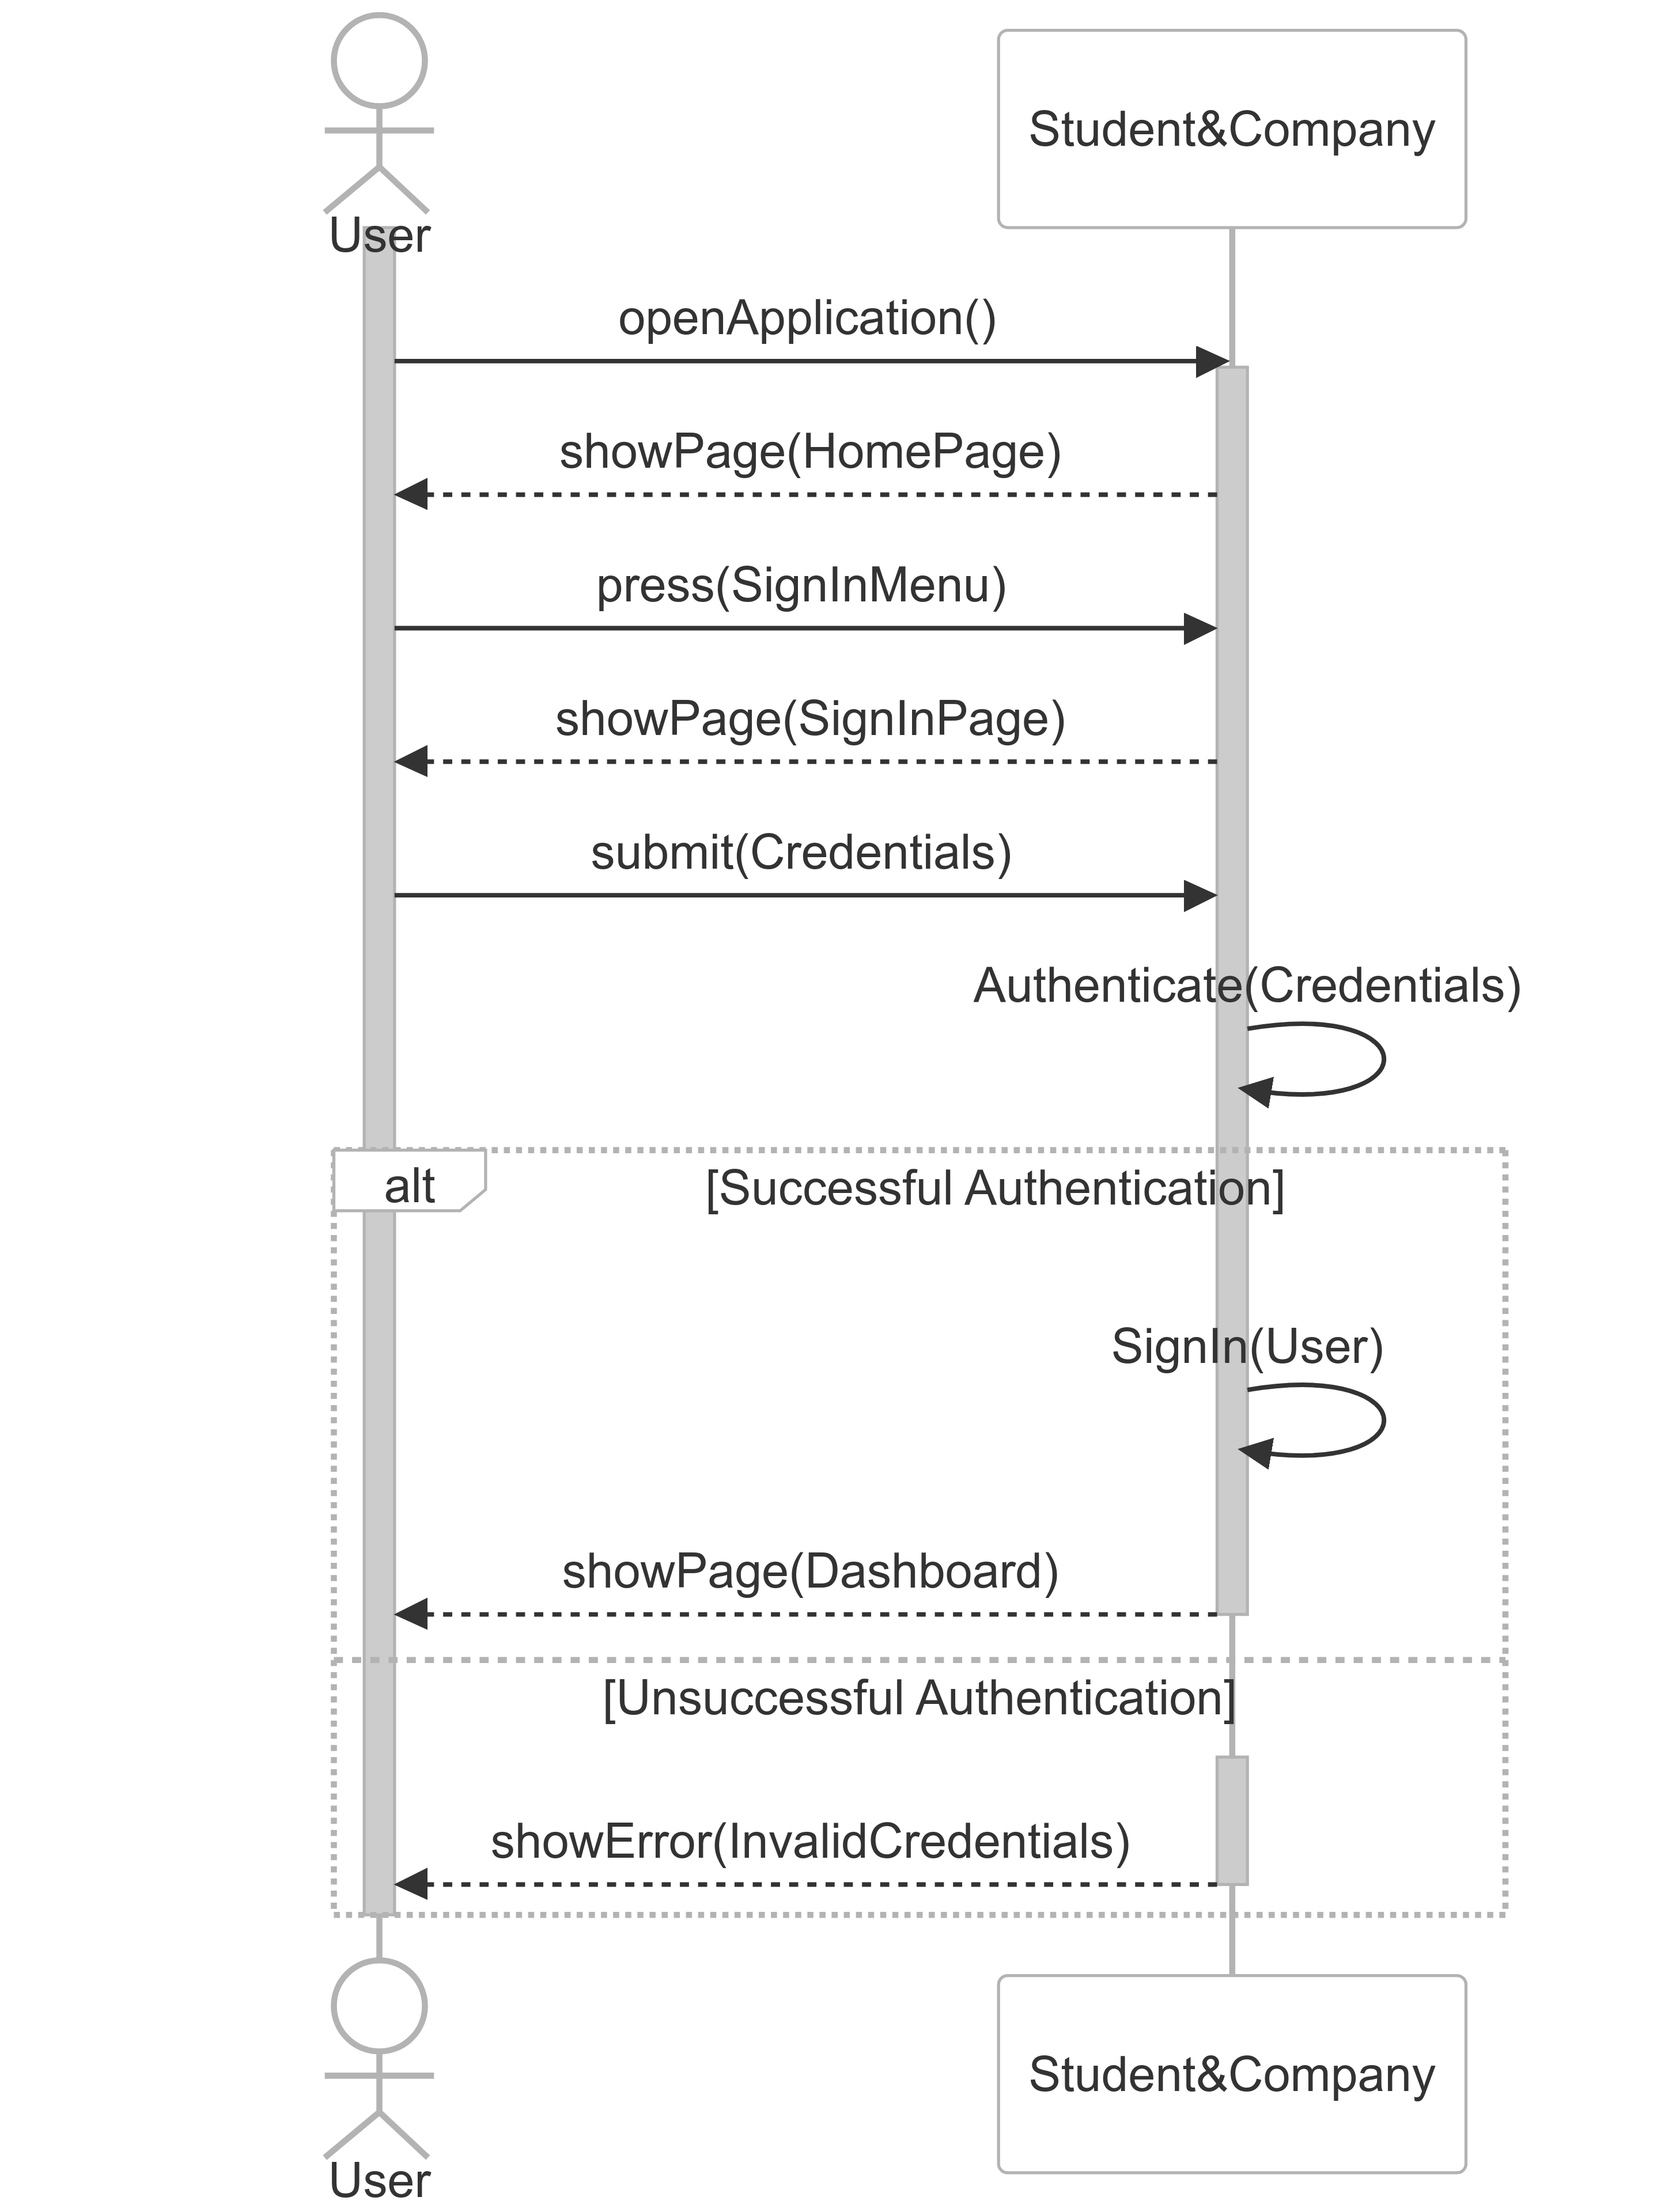 User
Student&Company
openApplication()
showPage(HomePage)
press(SignInMenu)
showPage(SignInPage)
submit(Credentials)
Authenticate(Credentials)
alt
[Successful Authentication]
SignIn(User)
showPage(Dashboard)
[Unsuccessful Authentication]
showError(InvalidCredentials)
Student&Company
User